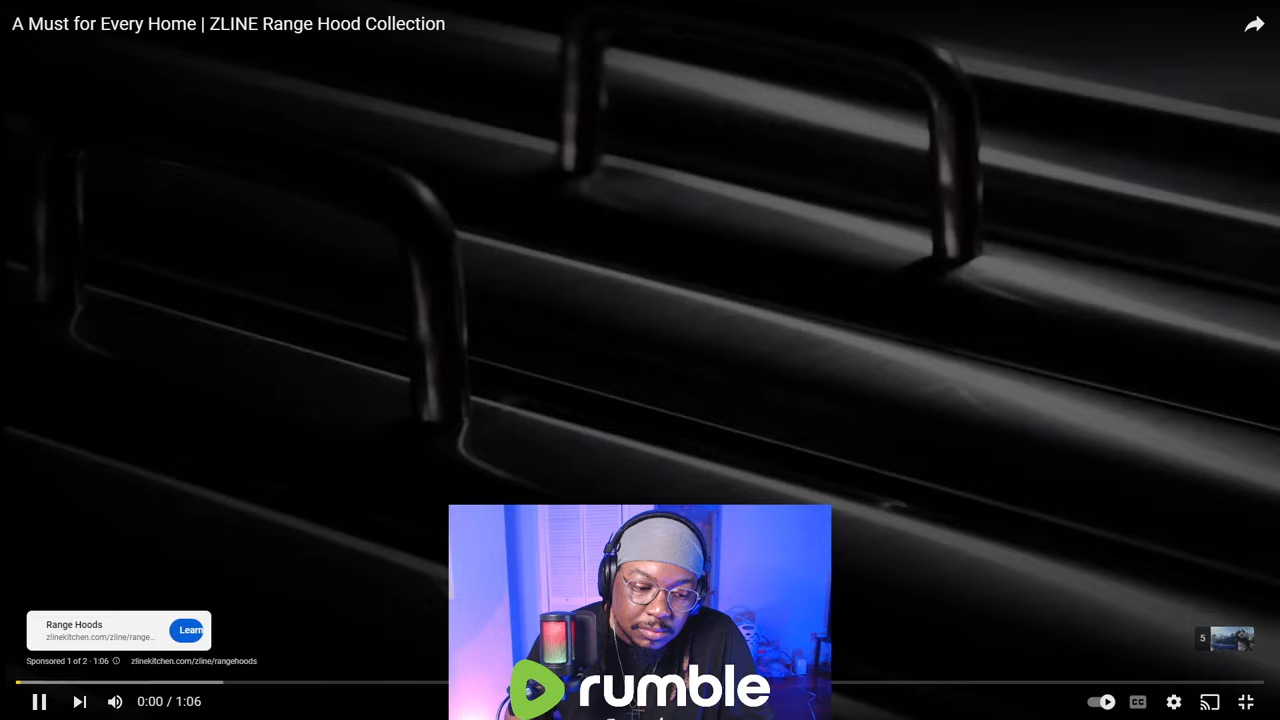 A Must for Every Home | ZLINE Range Hood Collection
Range Hoods
zlinekitchen.com/zline/range...
Learn
Sponsored 1 of 2 · 1:06
zlinekitchen.com/zline/rangehoods
5
0:00 / 1:06
CC
rumble